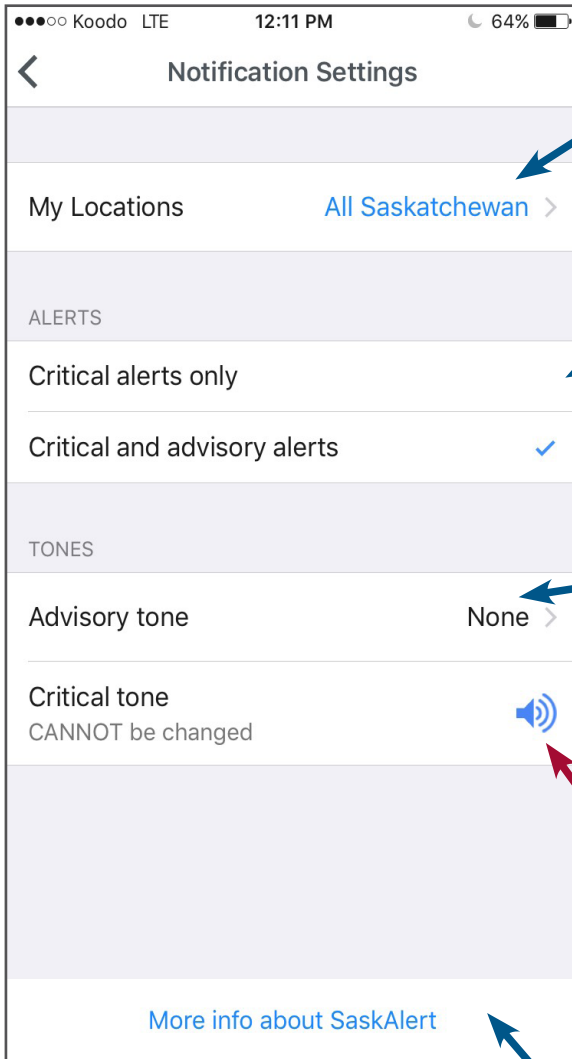 Koodo LTE 12:11 PM 64%
Notification Settings
My Locations All Saskatchewan
ALERTS
Critical alerts only
Critical and advisory alerts
TONES
Advisory tone None
Critical tone
CANNOT be changed
More info about SaskAlert